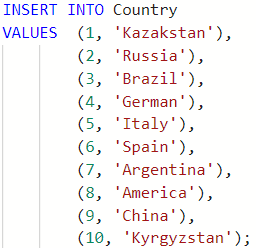 INSERT INTO Country
VALUES (1, 'Kazakstan'),
(2, 'Russia'),
(3, 'Brazil'),
(4, 'German'),
(5, 'Italy'),
(6, 'Spain'),
(7, 'Argentina'),
(8, 'America'),
(9, 'China'),
(10, 'Kyrgyzstan');